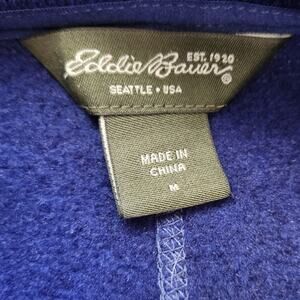 EST. 1920
Eddie Bauer®
SEATTLE • USA
MADE IN
CHINA
M